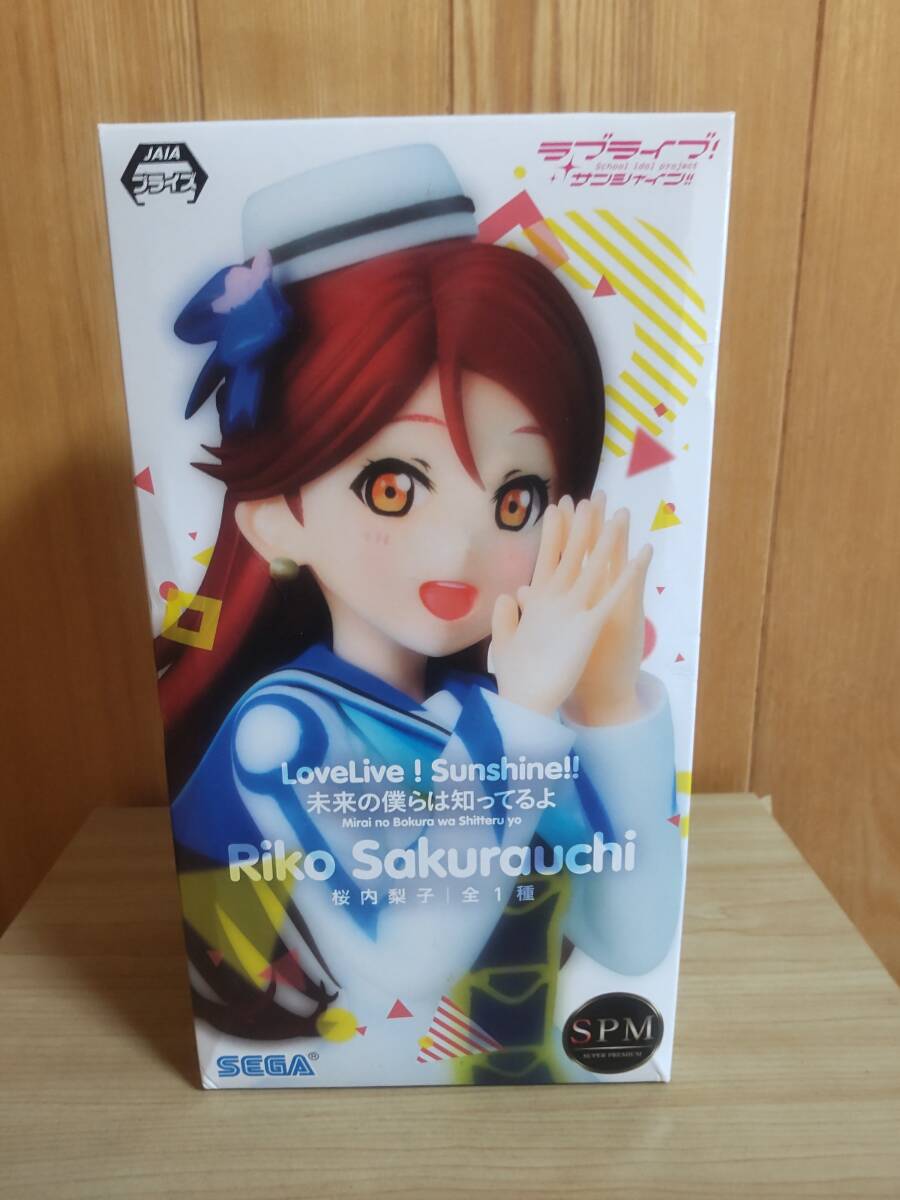 JAIA
プライズ
ラブライブ!
School idol project
サンシャイン!!
LoveLive! Sunshine!!
未来の僕らは知ってるよ
Mirai no Bokura wa Shitteru yo
Riko Sakurauchi
桜内梨子|全1種
SEGA®
SPM
SUPER PREMIUM